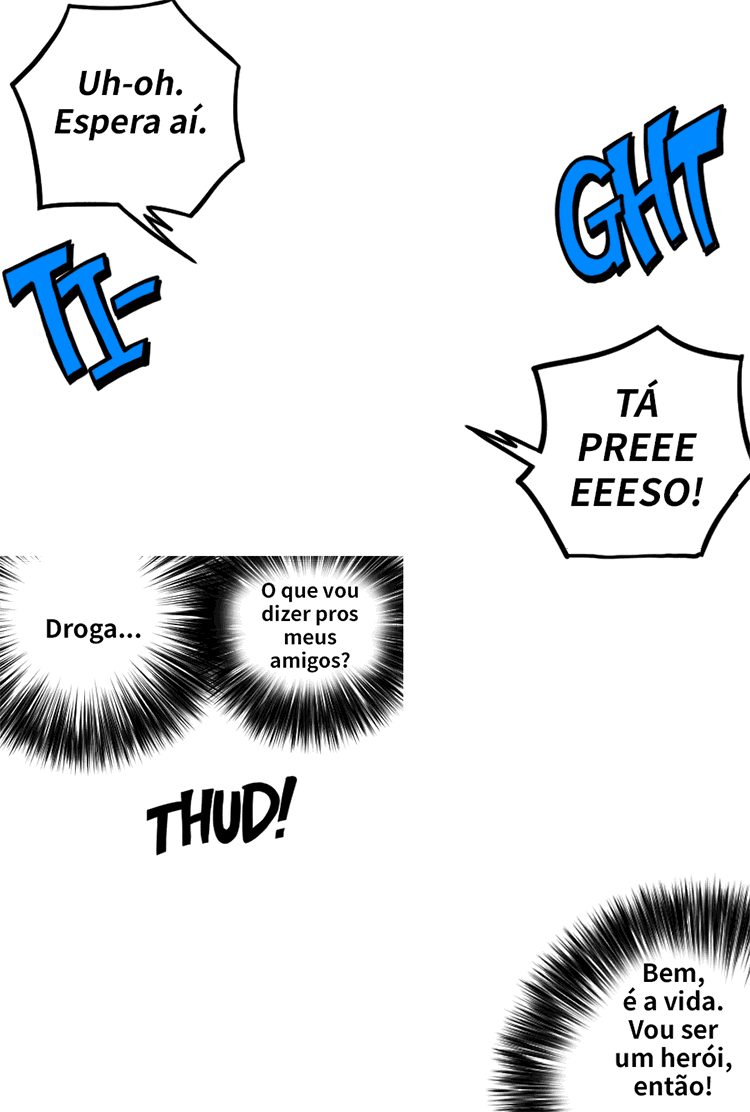 Uh-oh.
Espera aí.
TI-
GHT
TÁ
PREEE
EEESO!
Droga...
O que vou
dizer pros
meus
amigos?
THUD!
Bem,
é a vida.
Vou ser
um herói,
então!